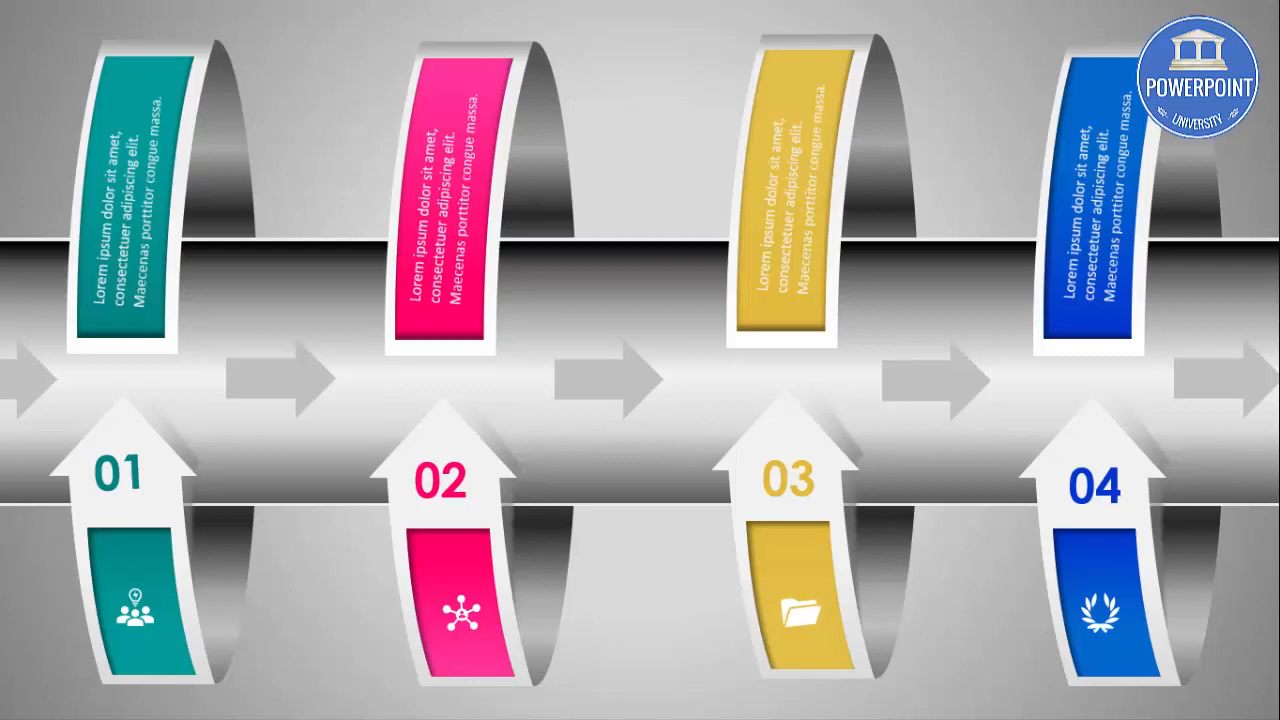 Lorem ipsum dolor sit amet,
consectetuer adipiscing elit.
Maecenas porttitor congue massa.
Lorem ipsum dolor sit amet,
consectetuer adipiscing elit.
Maecenas porttitor congue massa.
Lorem ipsum dolor sit amet,
consectetuer adipiscing elit.
Maecenas porttitor congue massa.
Lorem ipsum dolor sit amet,
consectetuer adipiscing elit.
Maecenas porttitor congue massa.
POWERPOINT
UNIVERSITY
01
02
03
04